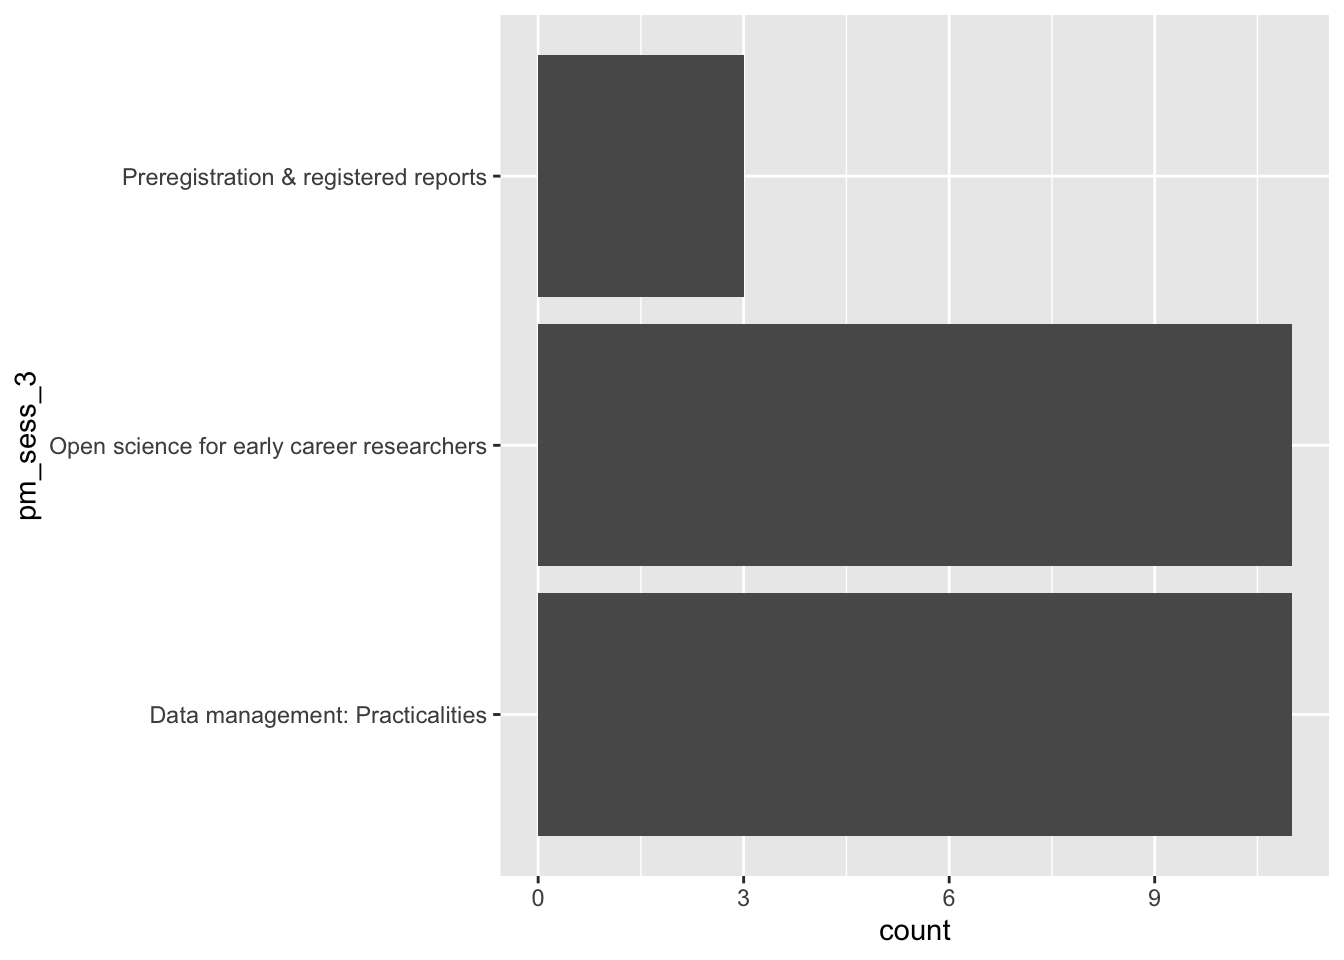 Preregistration & registered reports
Open science for early career researchers
Data management: Practicalities
pm_sess_3
0 3 6 9
count